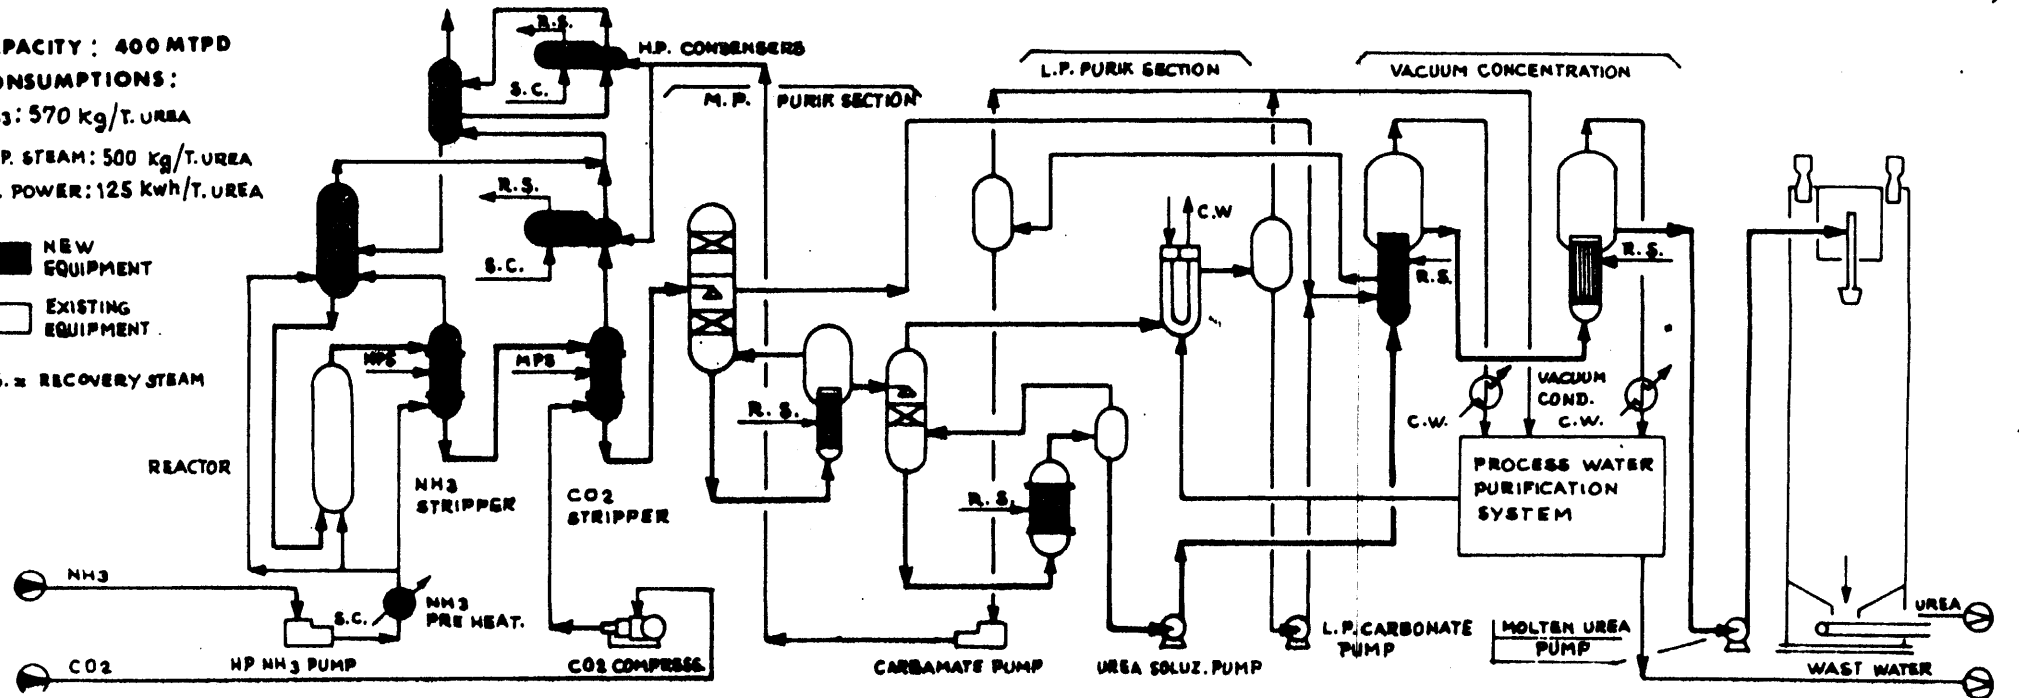 PACITY: 400 MTPD
ONSUMPTIONS:
3: 570 Kg/T. UREA
P. STEAM: 500 Kg/T. UREA
. POWER: 125 Kwh/T. UREA
NEW
EQUIPMENT
EXISTING
EQUIPMENT
S. = RECOVERY STEAM
R.S.
H.P. CONDENSERS
S.C.
M.P. PURIF SECTION
L.P. PURIF SECTION
VACUUM CONCENTRATION
R.S.
S.C.
C.W
R.S.
R.S.
MPS
MPS
R.S.
R.S.
VACUUM
COND.
C.W.
C.W.
REACTOR
NH3
STRIPPER
CO2
STRIPPER
PROCESS WATER
PURIFICATION
SYSTEM
NH3
S.C.
NH3
PRE HEAT.
HP NH3 PUMP
CO2
CO2 COMPRESS.
CARBAMATE PUMP
UREA SOLUZ. PUMP
L.P. CARBONATE
PUMP
MOLTEN UREA
PUMP
UREA
WAST WATER